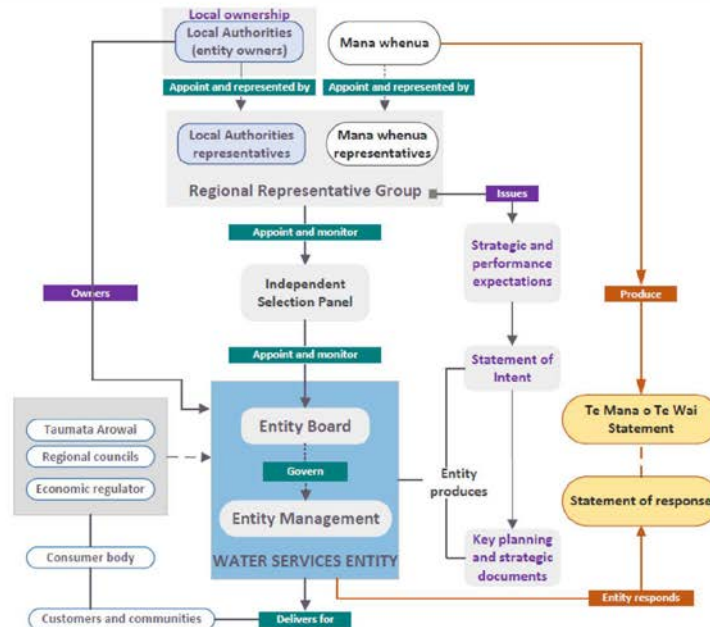 Local ownership
Local Authorities
(entity owners)
Mana whenua
Appoint and represented by
Appoint and represented by
Local Authorities
representatives
Mana whenua
representatives
Regional Representative Group
Issues
Appoint and monitor
Strategic and
performance
expectations
Independent
Selection Panel
Owners
Produce
Appoint and monitor
Statement of
Intent
Taumata Arowai
Regional councils
Economic regulator
Entity Board
Govern
Entity Management
WATER SERVICES ENTITY
Entity
produces
Te Mana o Te Wai
Statement
Statement of response
Key planning
and strategic
documents
Consumer body
Entity responds
Customers and communities
Delivers for